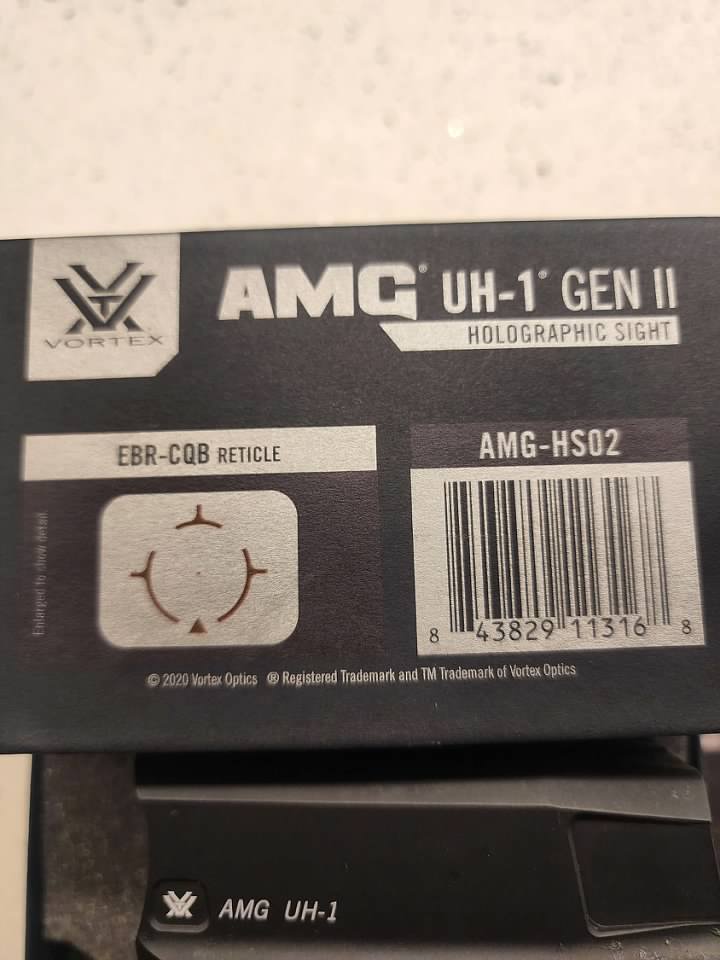 VORTEX
AMG® UH-1® GEN II
HOLOGRAPHIC SIGHT
EBR-CQB RETICLE
Enlarged to show detail.
AMG-HS02
8 43829 11316 8
© 2020 Vortex Optics ® Registered Trademark and TM Trademark of Vortex Optics
AMG UH-1